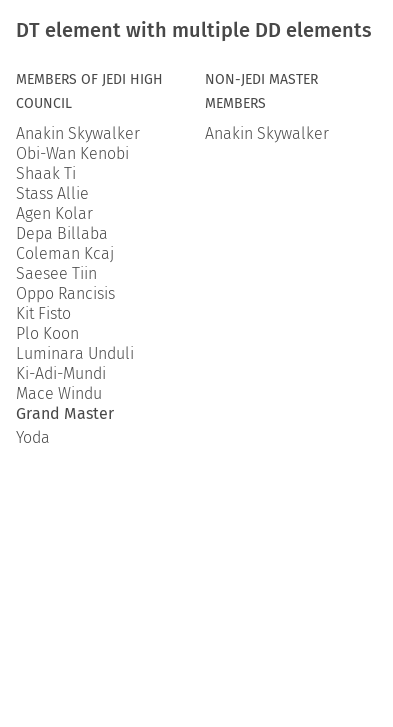 DT element with multiple DD elements
MEMBERS OF JEDI HIGH
COUNCIL
Anakin Skywalker
Obi-Wan Kenobi
Shaak Ti
Stass Allie
Agen Kolar
Depa Billaba
Coleman Kcaj
Saesee Tiin
Oppo Rancisis
Kit Fisto
Plo Koon
Luminara Unduli
Ki-Adi-Mundi
Mace Windu
Grand Master
Yoda
NON-JEDI MASTER
MEMBERS
Anakin Skywalker